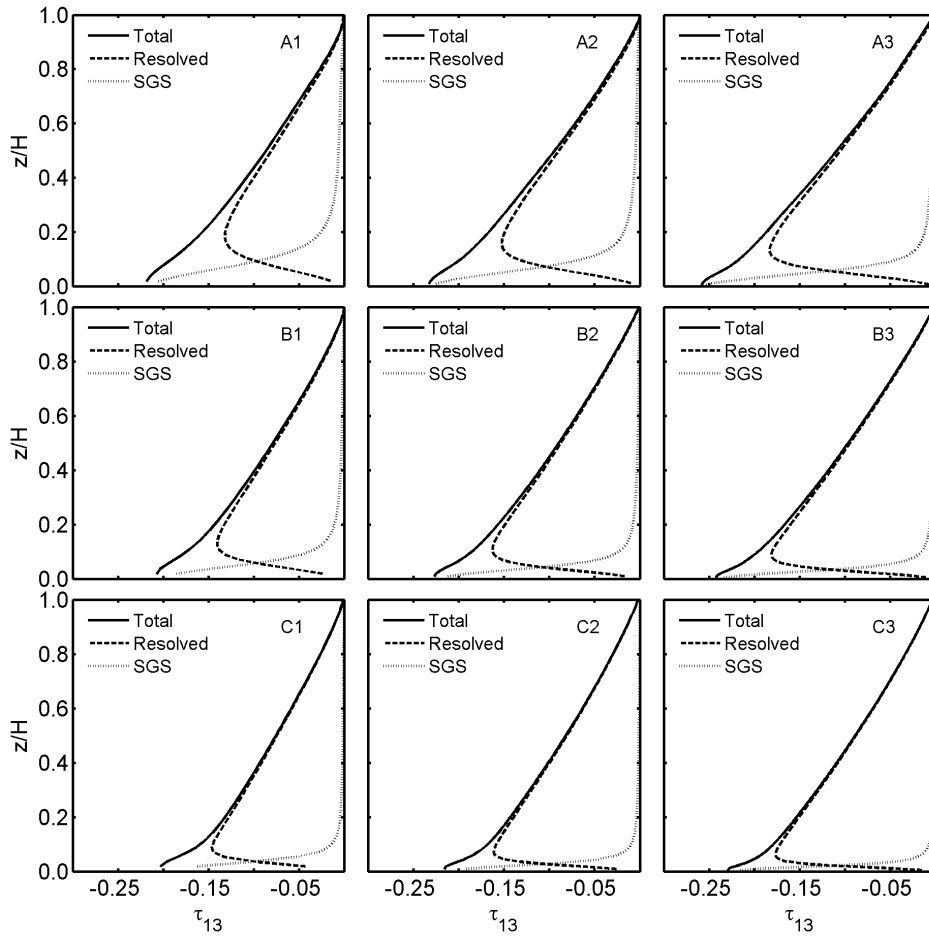 1.0
0.8
0.6
0.4
0.2
0.0
z/H
Total
Resolved
SGS
A1
Total
Resolved
SGS
A2
Total
Resolved
SGS
A3
1.0
0.8
0.6
0.4
0.2
0.0
z/H
Total
Resolved
SGS
B1
Total
Resolved
SGS
B2
Total
Resolved
SGS
B3
1.0
0.8
0.6
0.4
0.2
0.0
z/H
Total
Resolved
SGS
C1
Total
Resolved
SGS
C2
Total
Resolved
SGS
C3
-0.25 -0.15 -0.05
-0.25 -0.15 -0.05
-0.25 -0.15 -0.05
τ13
τ13
τ13